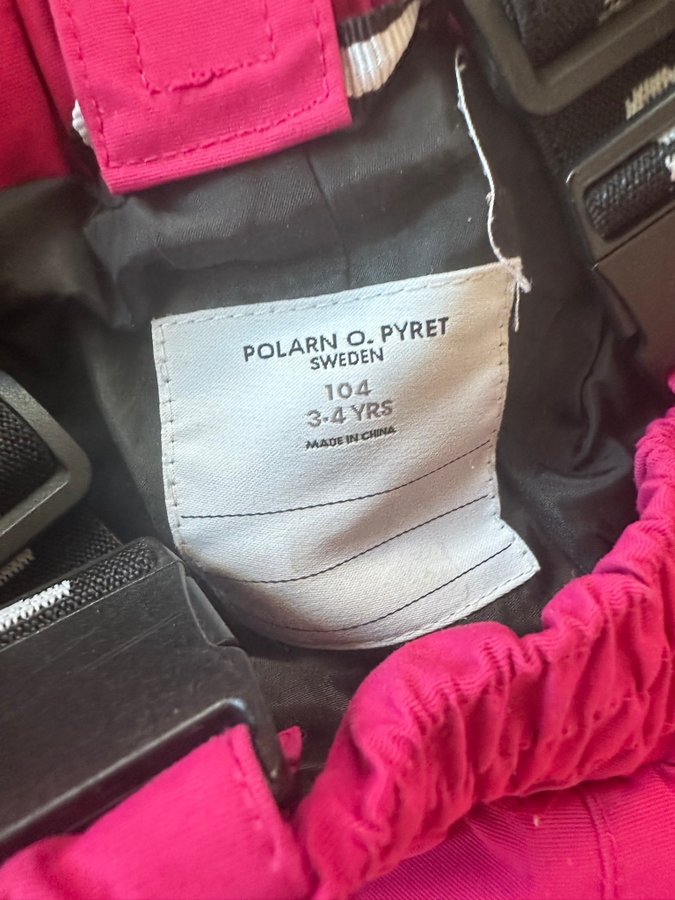 POLARN O. PYRET
SWEDEN
104
3-4 YRS
MADE IN CHINA